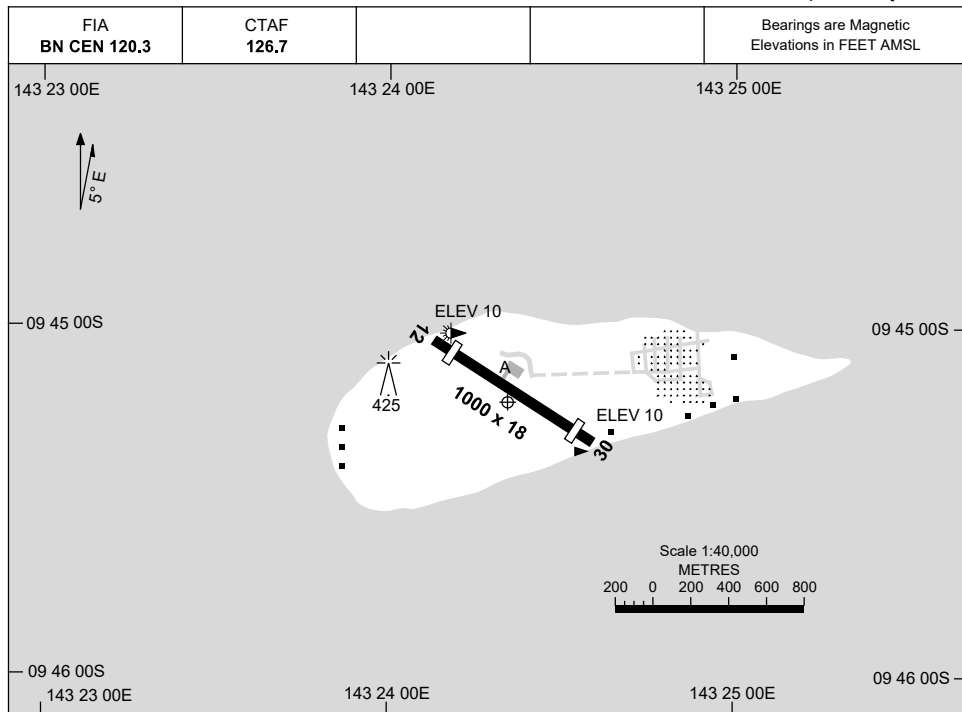 FIA
BN CEN 120.3
CTAF
126.7
Bearings are Magnetic
Elevations in FEET AMSL
143 23 00E
143 24 00E
143 25 00E
5° E
ELEV 10
09 45 00S
09 45 00S
12
A
425
1000 x 18
ELEV 10
30
Scale 1:40,000
METRES
200 0 200 400 600 800
09 46 00S
09 46 00S
143 23 00E
143 24 00E
143 25 00E